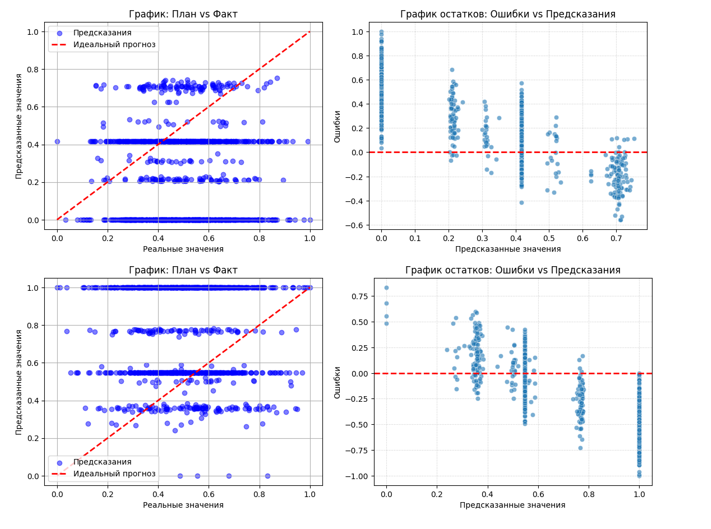 График: План vs Факт
Предсказанные значения
1.0
0.8
0.6
0.4
0.2
0.0
Предсказания
Идеальный прогноз
0.0 0.2 0.4 0.6 0.8 1.0
Реальные значения
График остатков: Ошибки vs Предсказания
Ошибки
1.0
0.8
0.6
0.4
0.2
0.0
−0.2
−0.4
−0.6
0.0 0.1 0.2 0.3 0.4 0.5 0.6 0.7
Предсказанные значения
График: План vs Факт
Предсказанные значения
1.0
0.8
0.6
0.4
0.2
0.0
Предсказания
Идеальный прогноз
0.0 0.2 0.4 0.6 0.8 1.0
Реальные значения
График остатков: Ошибки vs Предсказания
Ошибки
0.75
0.50
0.25
0.00
−0.25
−0.50
−0.75
−1.00
0.0 0.2 0.4 0.6 0.8 1.0
Предсказанные значения